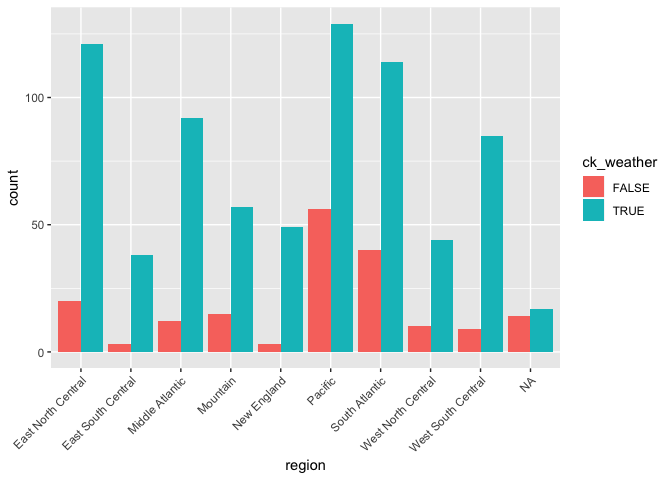 count
100
50
0
East North Central
East South Central
Middle Atlantic
Mountain
New England
Pacific
South Atlantic
West North Central
West South Central
NA
region
ck_weather
FALSE
TRUE